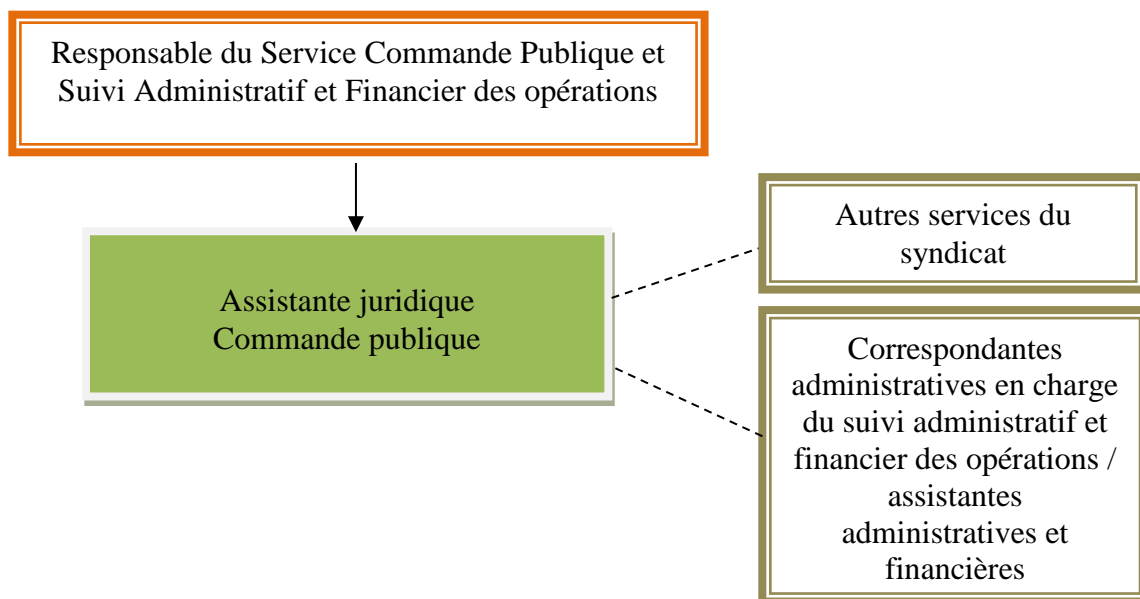 Responsable du Service Commande Publique et
Suivi Administratif et Financier des opérations
Autres services du
syndicat
Assistante juridique
Commande publique
Correspondantes
administratives en charge
du suivi administratif et
financier des opérations /
assistantes
administratives et
financières